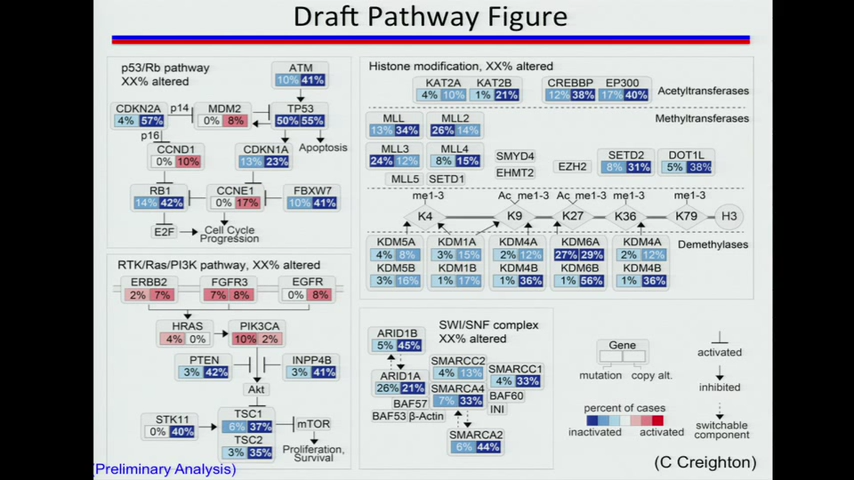 Draft Pathway Figure
p53/Rb pathway
XX% altered
ATM
10% 41%
CDKN2A
4% 57%
p14
MDM2
0% 8%
TP53
50% 55%
p16
CCND1
0% 10%
CDKN1A
13% 23%
Apoptosis
RB1
14% 42%
CCNE1
0% 17%
FBXW7
10% 41%
E2F
Cell Cycle
Progression
RTK/Ras/PI3K pathway, XX% altered
ERBB2
2% 7%
FGFR3
7% 8%
EGFR
0% 8%
HRAS
4% 0%
PIK3CA
10% 2%
PTEN
3% 42%
INPP4B
3% 41%
Akt
STK11
0% 40%
TSC1
6% 37%
mTOR
TSC2
3% 35%
Proliferation,
Survival
Histone modification, XX% altered
KAT2A
4% 10%
KAT2B
1% 21%
CREBBP
12% 38%
EP300
17% 40%
Acetyltransferases
Methyltransferases
MLL
13% 34%
MLL2
26% 14%
MLL3
24% 12%
MLL4
8% 15%
SMYD4
EHMT2
EZH2
SETD2
8% 31%
DOT1L
5% 38%
MLL5 SETD1
me1-3 Ac me1-3 Ac me1-3 me1-3 me1-3
K4 K9 K27 K36 K79 H3
Demethylases
KDM5A
4% 8%
KDM1A
3% 15%
KDM4A
2% 12%
KDM6A
27% 29%
KDM4A
2% 12%
KDM5B
3% 16%
KDM1B
1% 17%
KDM4B
1% 36%
KDM6B
1% 56%
KDM4B
1% 36%
SWI/SNF complex
XX% altered
ARID1B
5% 45%
ARID1A
26% 21%
SMARCC2
4% 13%
SMARCC1
4% 33%
SMARCA4
7% 33%
BAF57
BAF60
BAF53 β-Actin
INI
SMARCA2
6% 44%
Gene
mutation copy alt.
percent of cases
inactivated activated
activated
inhibited
switchable
component
(Preliminary Analysis)
(C Creighton)